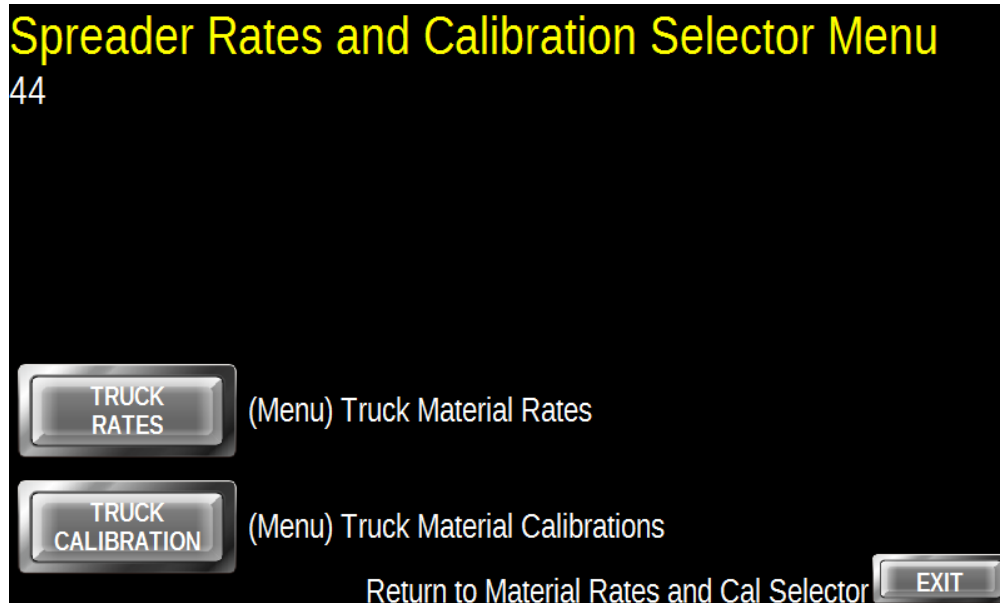 Spreader Rates and Calibration Selector Menu
44
TRUCK
RATES
(Menu) Truck Material Rates
TRUCK
CALIBRATION
(Menu) Truck Material Calibrations
Return to Material Rates and Cal Selector
EXIT